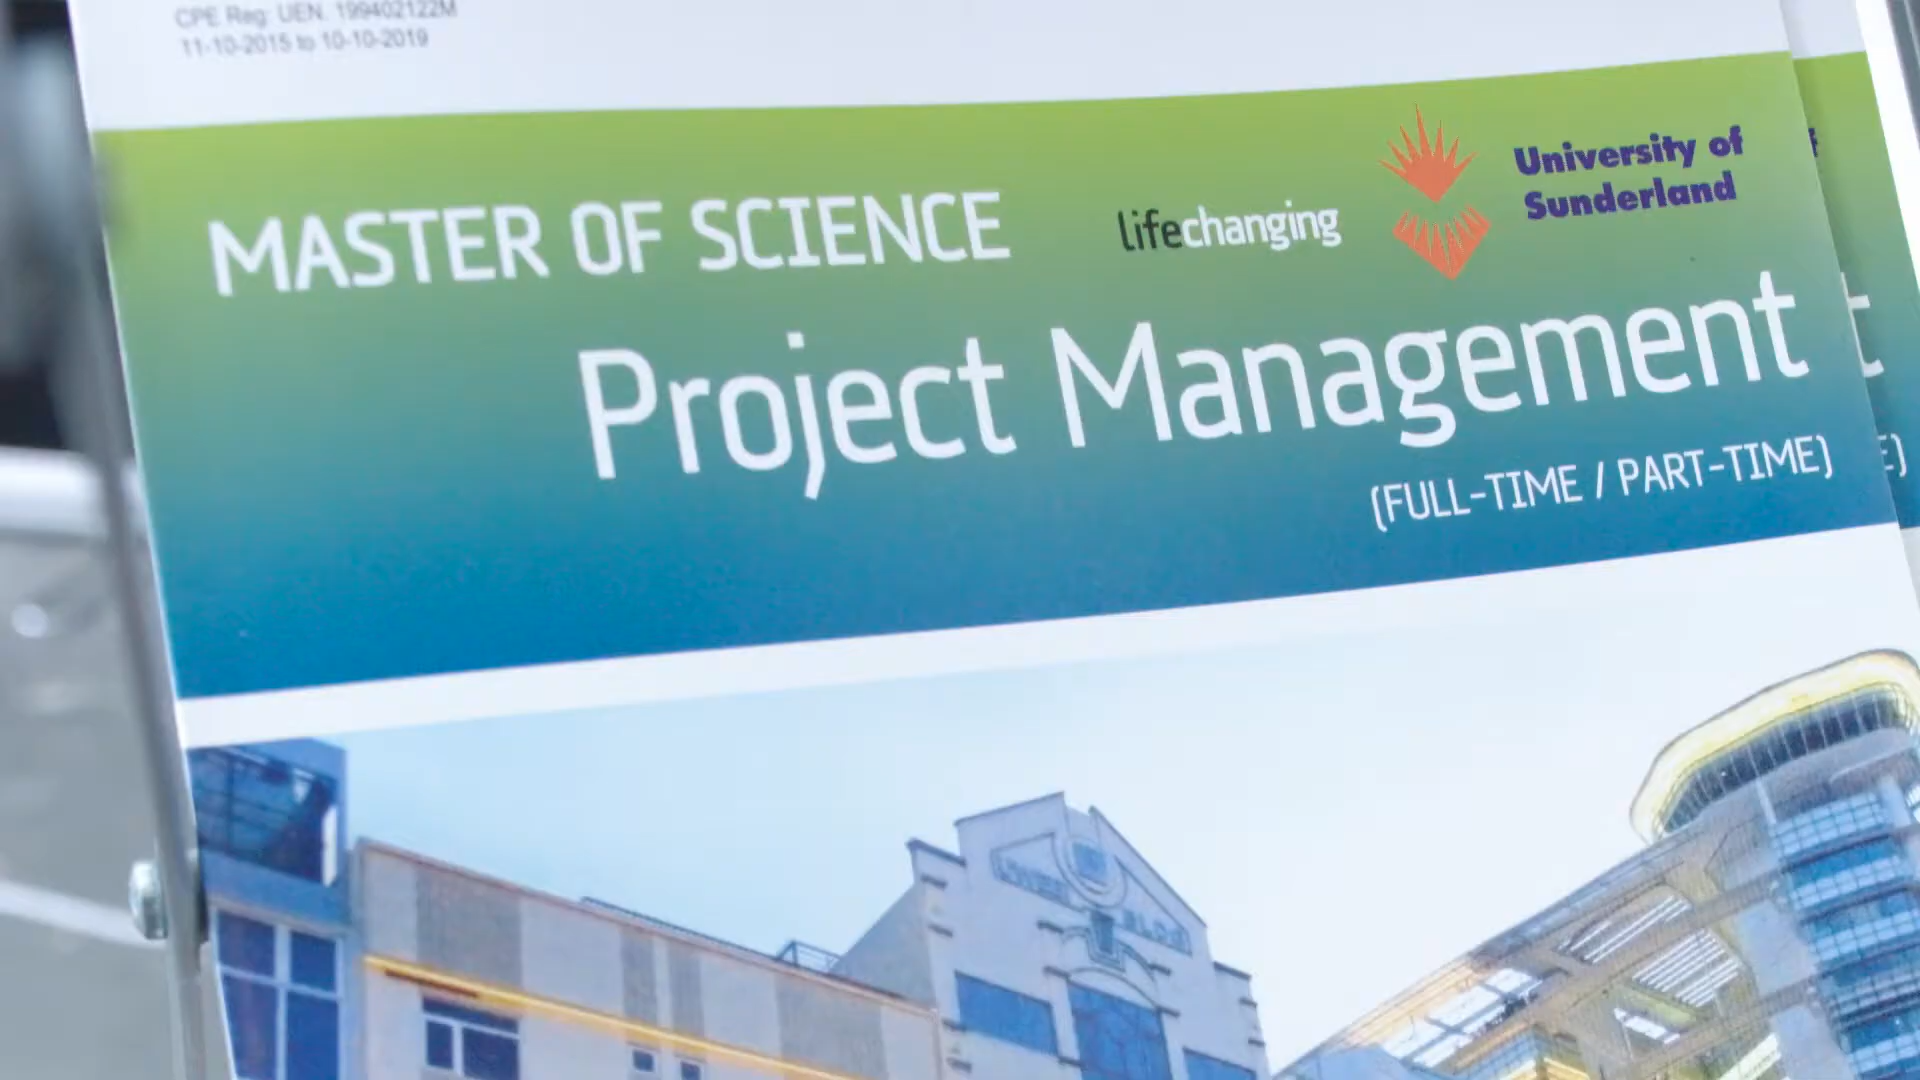 CPE Reg: UEN. 199402122M
11-10-2015 to 10-10-2019
MASTER OF SCIENCE
lifechanging
University of
Sunderland
Project Management
(FULL-TIME / PART-TIME)
t
E)